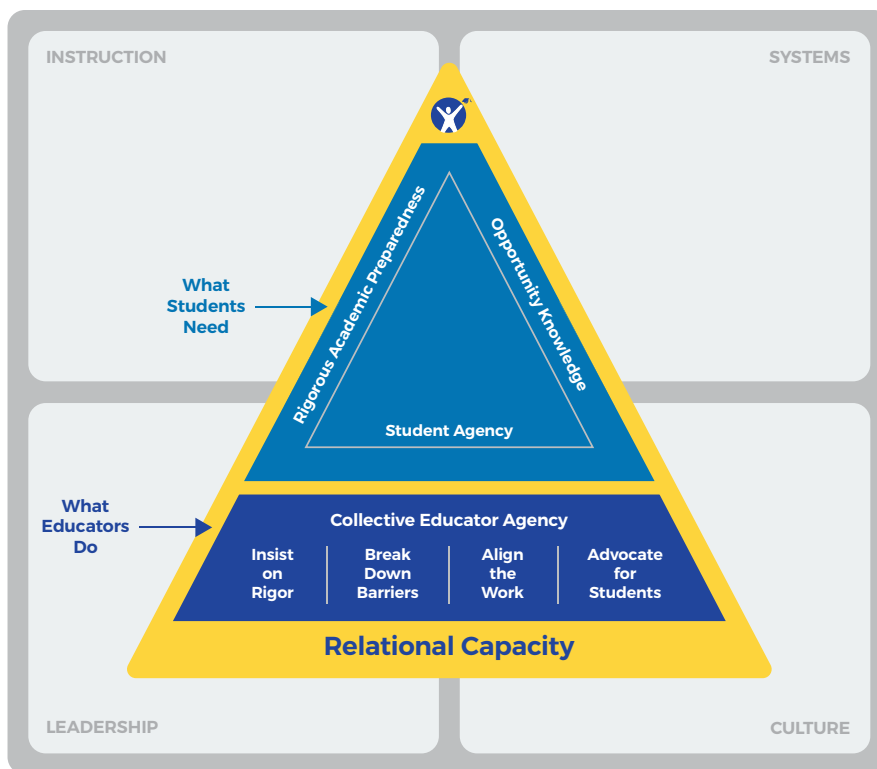 INSTRUCTION
SYSTEMS
What
Students
Need
Rigorous Academic Preparedness
Opportunity Knowledge
Student Agency
What
Educators
Do
Collective Educator Agency
Insist
on
Rigor
Break
Down
Barriers
Align
the
Work
Advocate
for
Students
Relational Capacity
LEADERSHIP
CULTURE